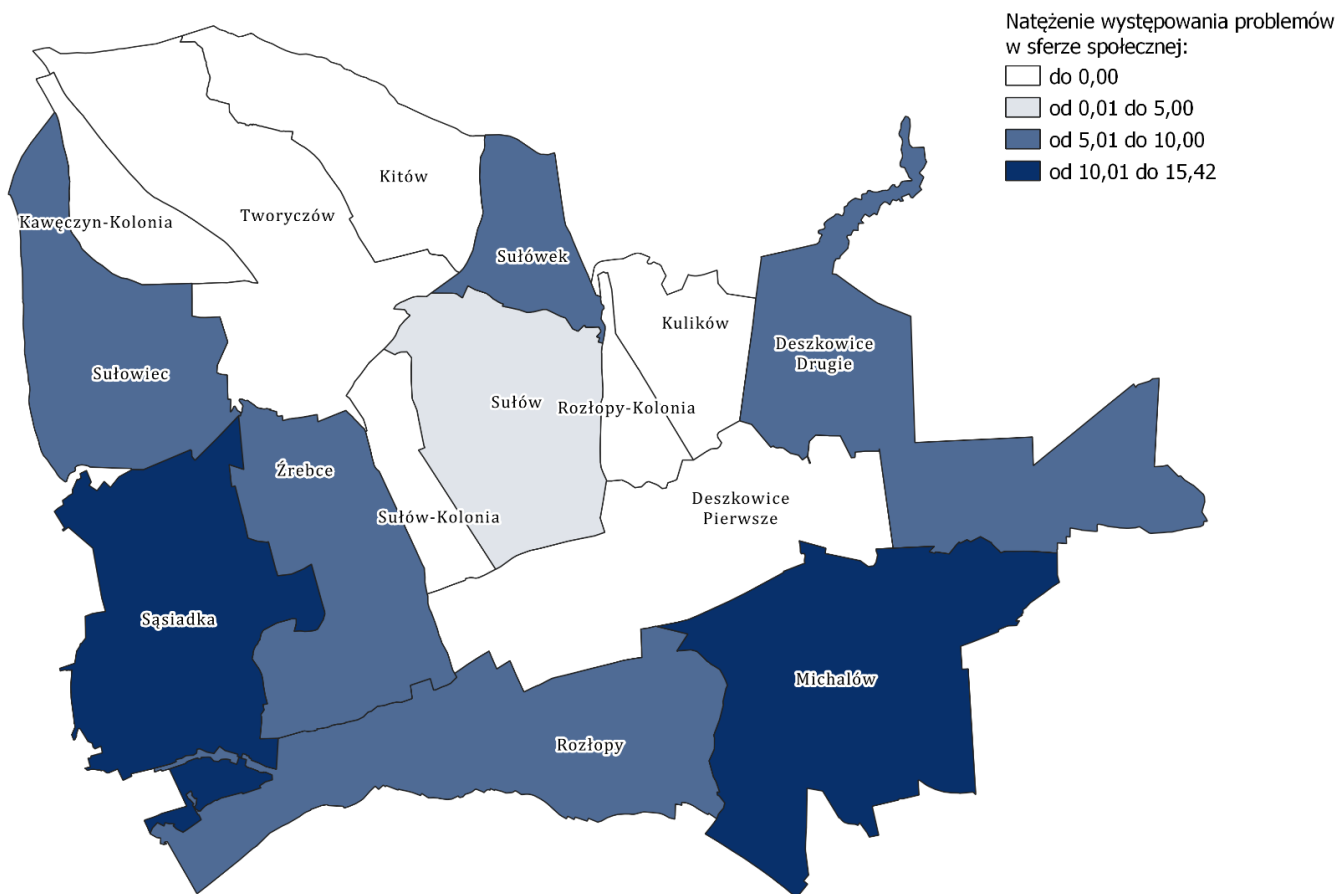 Natężenie występowania problemów
w sferze społecznej:
do 0,00
od 0,01 do 5,00
od 5,01 do 10,00
od 10,01 do 15,42
Kitów
Kawęczyn-Kolonia
Tworyczów
Sułówek
Kulików
Deszkowice
Drugie
Sułowiec
Sułów
Rozłopy-Kolonia
Źrebce
Deszkowice
Pierwsze
Sułów-Kolonia
Sąsiadka
Michalów
Rozłopy